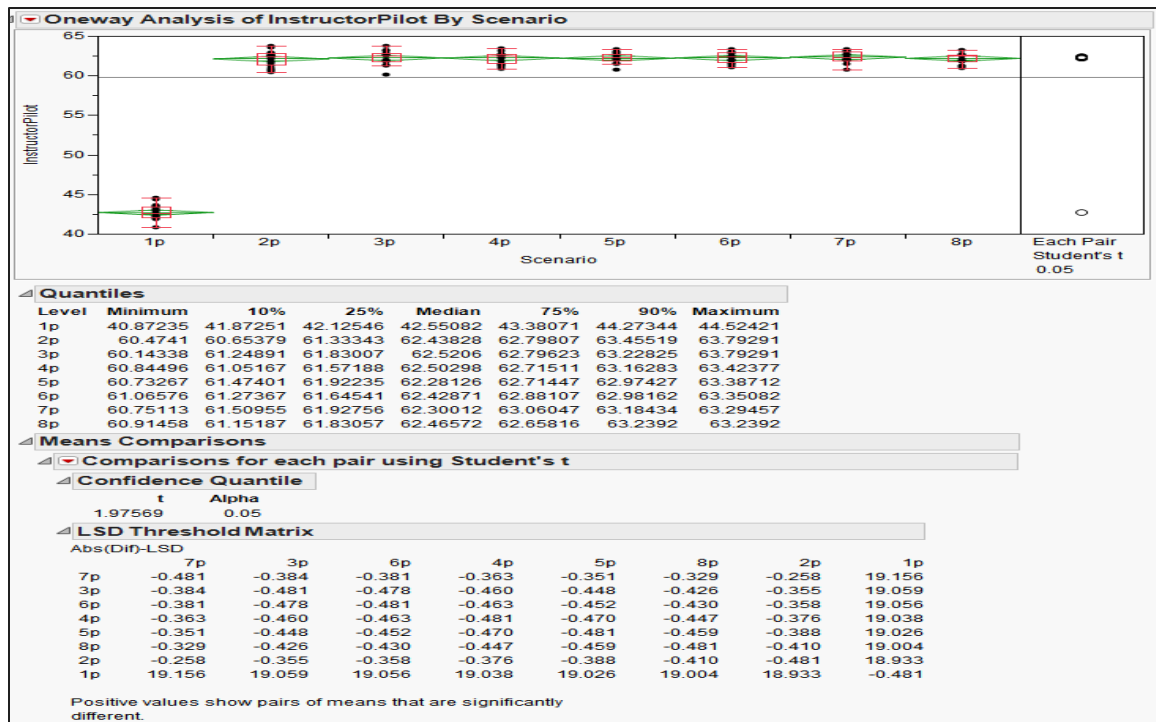 Oneway Analysis of InstructorPilot By Scenario
65
60
55
50
45
40
InstructorPilot
1p 2p 3p 4p 5p 6p 7p 8p
Scenario
Each Pair
Student's t
0.05
Quantiles
Level Minimum 10% 25% Median 75% 90% Maximum
1p 40.87235 41.87251 42.12546 42.55082 43.38071 44.27344 44.52421
2p 60.4741 60.65379 61.33343 62.43828 62.79807 63.45519 63.79291
3p 60.14338 61.24891 61.83007 62.5206 62.79623 63.22825 63.79291
4p 60.84496 61.05167 61.57188 62.50298 62.71511 63.16283 63.42377
5p 60.73267 61.47401 61.92235 62.28126 62.71447 62.97427 63.38712
6p 61.06576 61.27367 61.64541 62.42871 62.88107 62.98162 63.35082
7p 60.75113 61.50955 61.92756 62.30012 63.06047 63.18434 63.29457
8p 60.91458 61.15187 61.83057 62.46572 62.65816 63.2392 63.2392
Means Comparisons
Comparisons for each pair using Student's t
Confidence Quantile
t Alpha
1.97569 0.05
LSD Threshold Matrix
Abs(Dif)-LSD
7p 3p 6p 4p 5p 8p 2p 1p
7p -0.481 -0.384 -0.381 -0.363 -0.351 -0.329 -0.258 19.156
3p -0.384 -0.481 -0.478 -0.460 -0.448 -0.426 -0.355 19.059
6p -0.381 -0.478 -0.481 -0.463 -0.452 -0.430 -0.358 19.056
4p -0.363 -0.460 -0.463 -0.481 -0.470 -0.447 -0.376 19.038
5p -0.351 -0.448 -0.452 -0.470 -0.481 -0.459 -0.388 19.026
8p -0.329 -0.426 -0.430 -0.447 -0.459 -0.481 -0.410 19.004
2p -0.258 -0.355 -0.358 -0.376 -0.388 -0.410 -0.481 18.933
1p 19.156 19.059 19.056 19.038 19.026 19.004 18.933 -0.481
Positive values show pairs of means that are significantly
different.